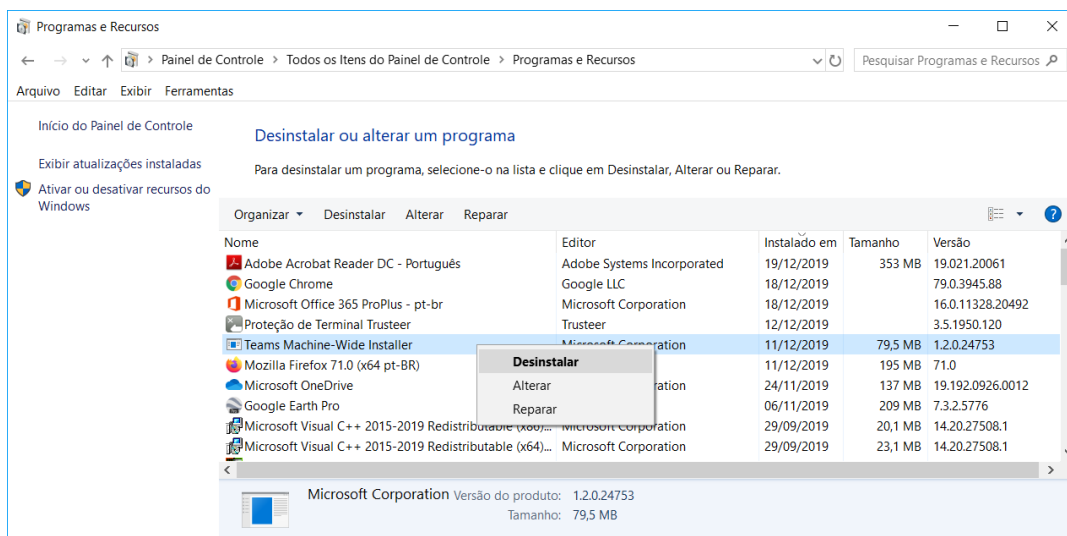 Programas e Recursos
Painel de Controle > Todos os Itens do Painel de Controle > Programas e Recursos
Pesquisar Programas e Recursos
Arquivo Editar Exibir Ferramentas
Início do Painel de Controle
Exibir atualizações instaladas
Ativar ou desativar recursos do
Windows
Desinstalar ou alterar um programa
Para desinstalar um programa, selecione-o na lista e clique em Desinstalar, Alterar ou Reparar.
Organizar Desinstalar Alterar Reparar
Nome Editor Instalado em Tamanho Versão
Adobe Acrobat Reader DC - Português Adobe Systems Incorporated 19/12/2019 353 MB 19.021.20061
Google Chrome Google LLC 18/12/2019 79.0.3945.88
Microsoft Office 365 ProPlus - pt-br Microsoft Corporation 18/12/2019 16.0.11328.20492
Proteção de Terminal Trusteer Trusteer 12/12/2019 3.5.1950.120
Teams Machine-Wide Installer Microsoft Corporation 11/12/2019 79,5 MB 1.2.0.24753
Mozilla Firefox 71.0 (x64 pt-BR) 11/12/2019 195 MB 71.0
Microsoft OneDrive ration 24/11/2019 137 MB 19.192.0926.0012
Google Earth Pro 06/11/2019 209 MB 7.3.2.5776
Microsoft Visual C++ 2015-2019 Redistributable (x86)... Microsoft Corporation 29/09/2019 20,1 MB 14.20.27508.1
Microsoft Visual C++ 2015-2019 Redistributable (x64)... Microsoft Corporation 29/09/2019 23,1 MB 14.20.27508.1
Desinstalar
Alterar
Reparar
Microsoft Corporation Versão do produto: 1.2.0.24753
Tamanho: 79,5 MB